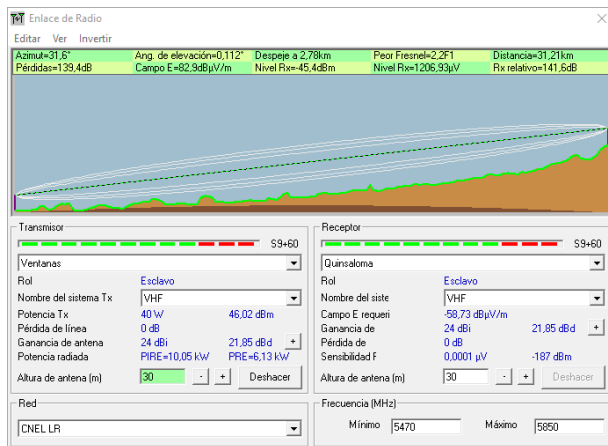 Enlace de Radio
Editar Ver Invertir
Azimut=31,6° Ang. de elevación=0,112° Despeje a 2,78km Peor Fresnel=2,2F1 Distancia=31,21km
Pérdidas=139,4dB Campo E=82,9dBµV/m Nivel Rx=-45,4dBm Nivel Rx=1206,93µV Rx relativo=141,6dB
Transmisor
S9+60
Ventanas
Rol Esclavo
Nombre del sistema Tx VHF
Potencia Tx 40 W 46,02 dBm
Pérdida de línea 0 dB
Ganancia de antena 24 dBi 21,85 dBd +
Potencia radiada PIRE=10,05 kW PRE=6,13 kW
Altura de antena (m) 30 - + Deshacer
Receptor
S9+60
Quinsaloma
Rol Esclavo
Nombre del siste VHF
Campo E requeri -58,73 dBµV/m
Ganancia de 24 dBi 21,85 dBd +
Pérdida de 0 dB
Sensibilidad F 0,0001 µV -187 dBm
Altura de antena (m) 30 - + Deshacer
Red
CNEL LR
Frecuencia (MHz)
Mínimo 5470 Máximo 5850